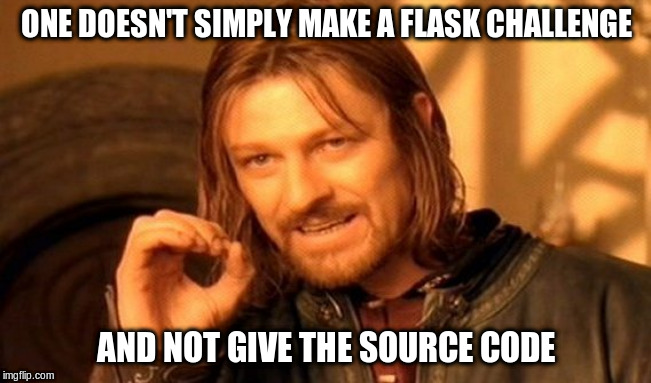 ONE DOESN'T SIMPLY MAKE A FLASK CHALLENGE
AND NOT GIVE THE SOURCE CODE
imgflip.com